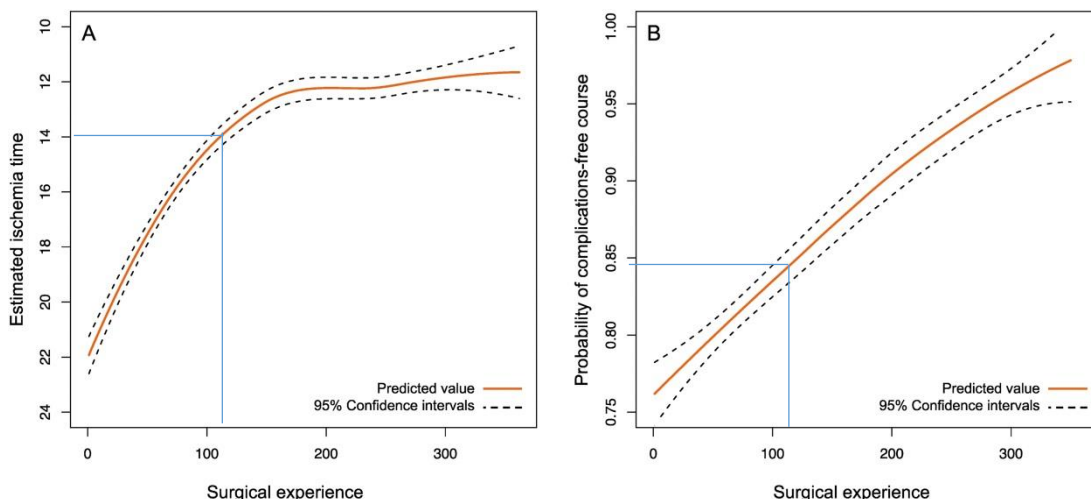 A
Estimated ischemia time
10
12
14
16
18
20
22
24
Predicted value
95% Confidence intervals
0 100 200 300
Surgical experience
B
Probability of complications-free course
1.00
0.95
0.90
0.85
0.80
0.75
Predicted value
95% Confidence intervals
0 100 200 300
Surgical experience